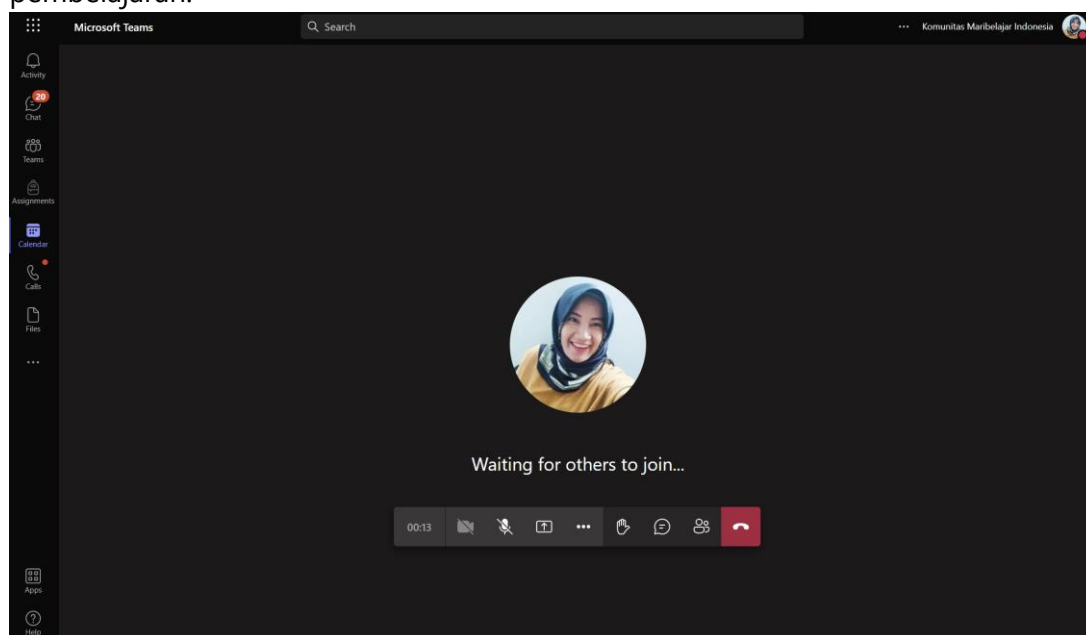 pembelajaran.
Microsoft Teams
Search
Komunitas Maribelajar Indonesia
Activity
20
Chat
Teams
Assignments
Calendar
Calls
Files
Waiting for others to join...
00:13
Apps
Help